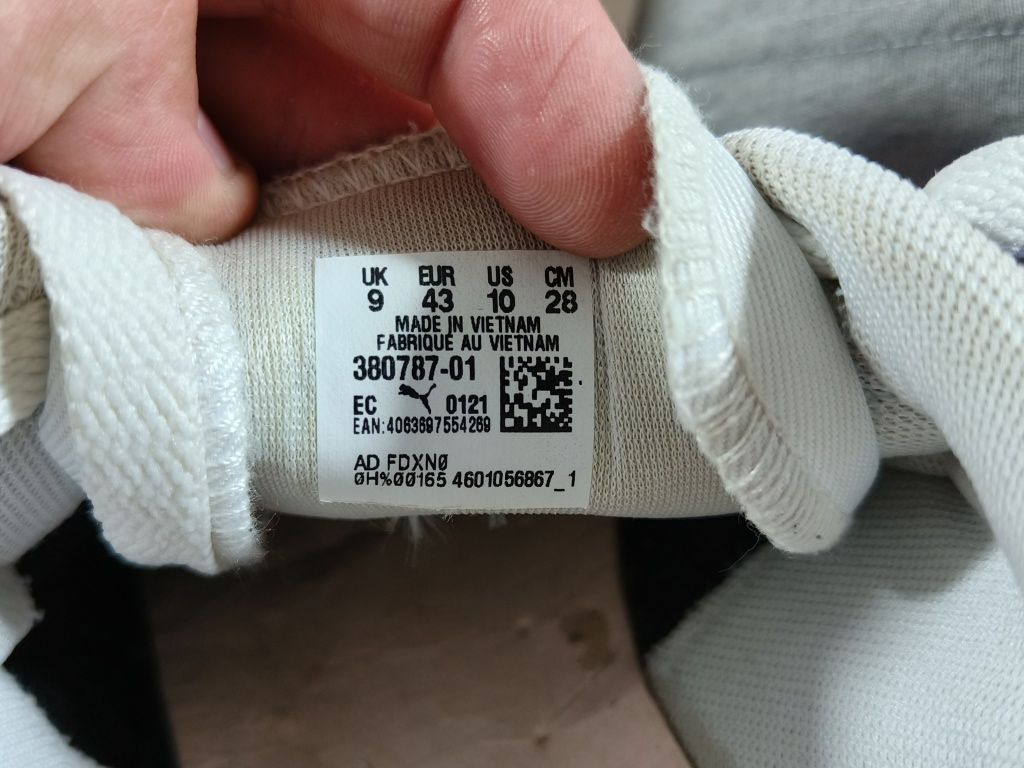 UK EUR US CM
9 43 10 28
MADE IN VIETNAM
FABRIQUÉ AU VIETNAM
380787-01
EC 0121
EAN:4063697554269
AD FDXN0
0H%00165 4601056867_1